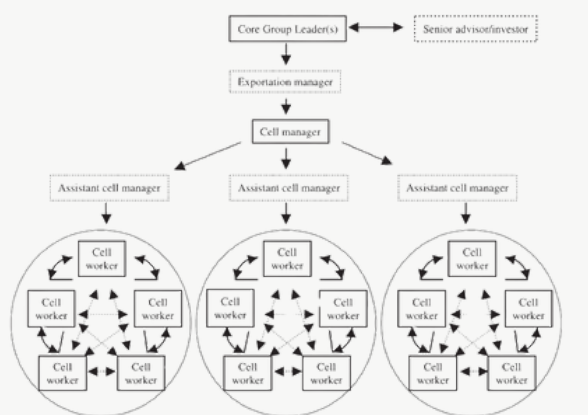 Core Group Leader(s)
Senior advisor/investor
Exportation manager
Cell manager
Assistant cell manager
Assistant cell manager
Assistant cell manager
Cell
worker
Cell
worker
Cell
worker
Cell
worker
Cell
worker
Cell
worker
Cell
worker
Cell
worker
Cell
worker
Cell
worker
Cell
worker
Cell
worker
Cell
worker
Cell
worker
Cell
worker